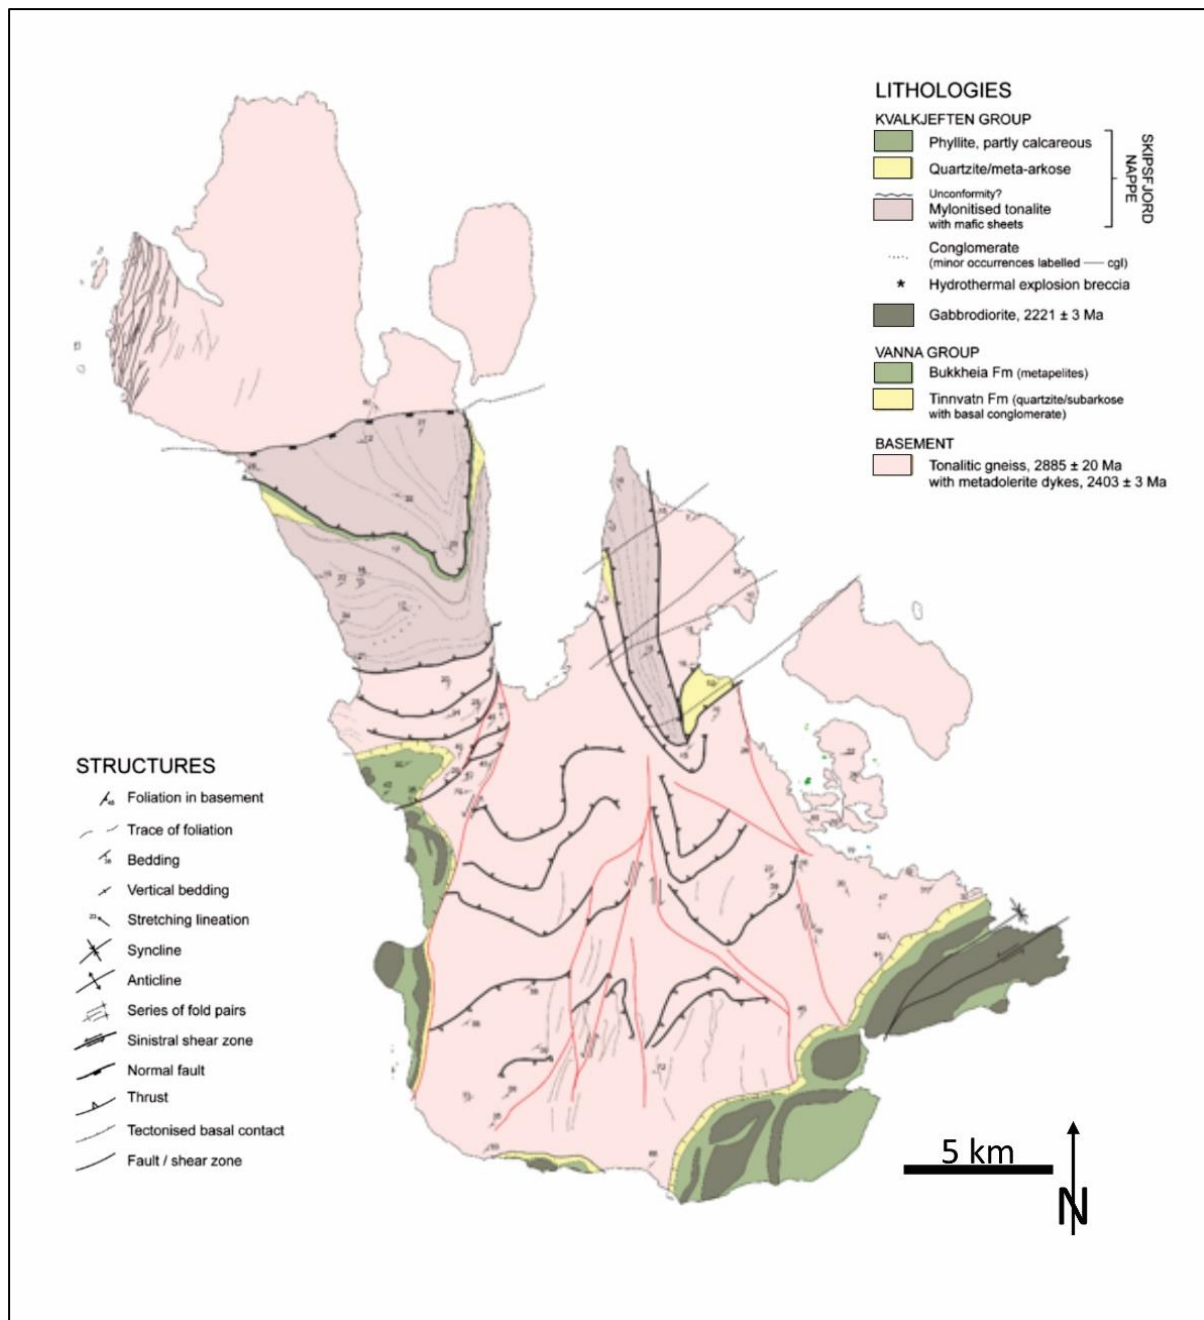 LITHOLOGIES
KVALKJEFTEN GROUP
Phyllite, partly calcareous
Quartzite/meta-arkose
Unconformity?
Mylonitised tonalite
with mafic sheets
SKIPSFJORD
NAPPE
Conglomerate
(minor occurrences labelled — cgl)
Hydrothermal explosion breccia
Gabbrodiorite, 2221 ± 3 Ma
VANNA GROUP
Bukkheia Fm (metapelites)
Tinnvatn Fm (quartzite/subarkose
with basal conglomerate)
BASEMENT
Tonalitic gneiss, 2885 ± 20 Ma
with metadolerite dykes, 2403 ± 3 Ma
STRUCTURES
Foliation in basement
Trace of foliation
Bedding
Vertical bedding
Stretching lineation
Syncline
Anticline
Series of fold pairs
Sinistral shear zone
Normal fault
Thrust
Tectonised basal contact
Fault / shear zone
5 km
N